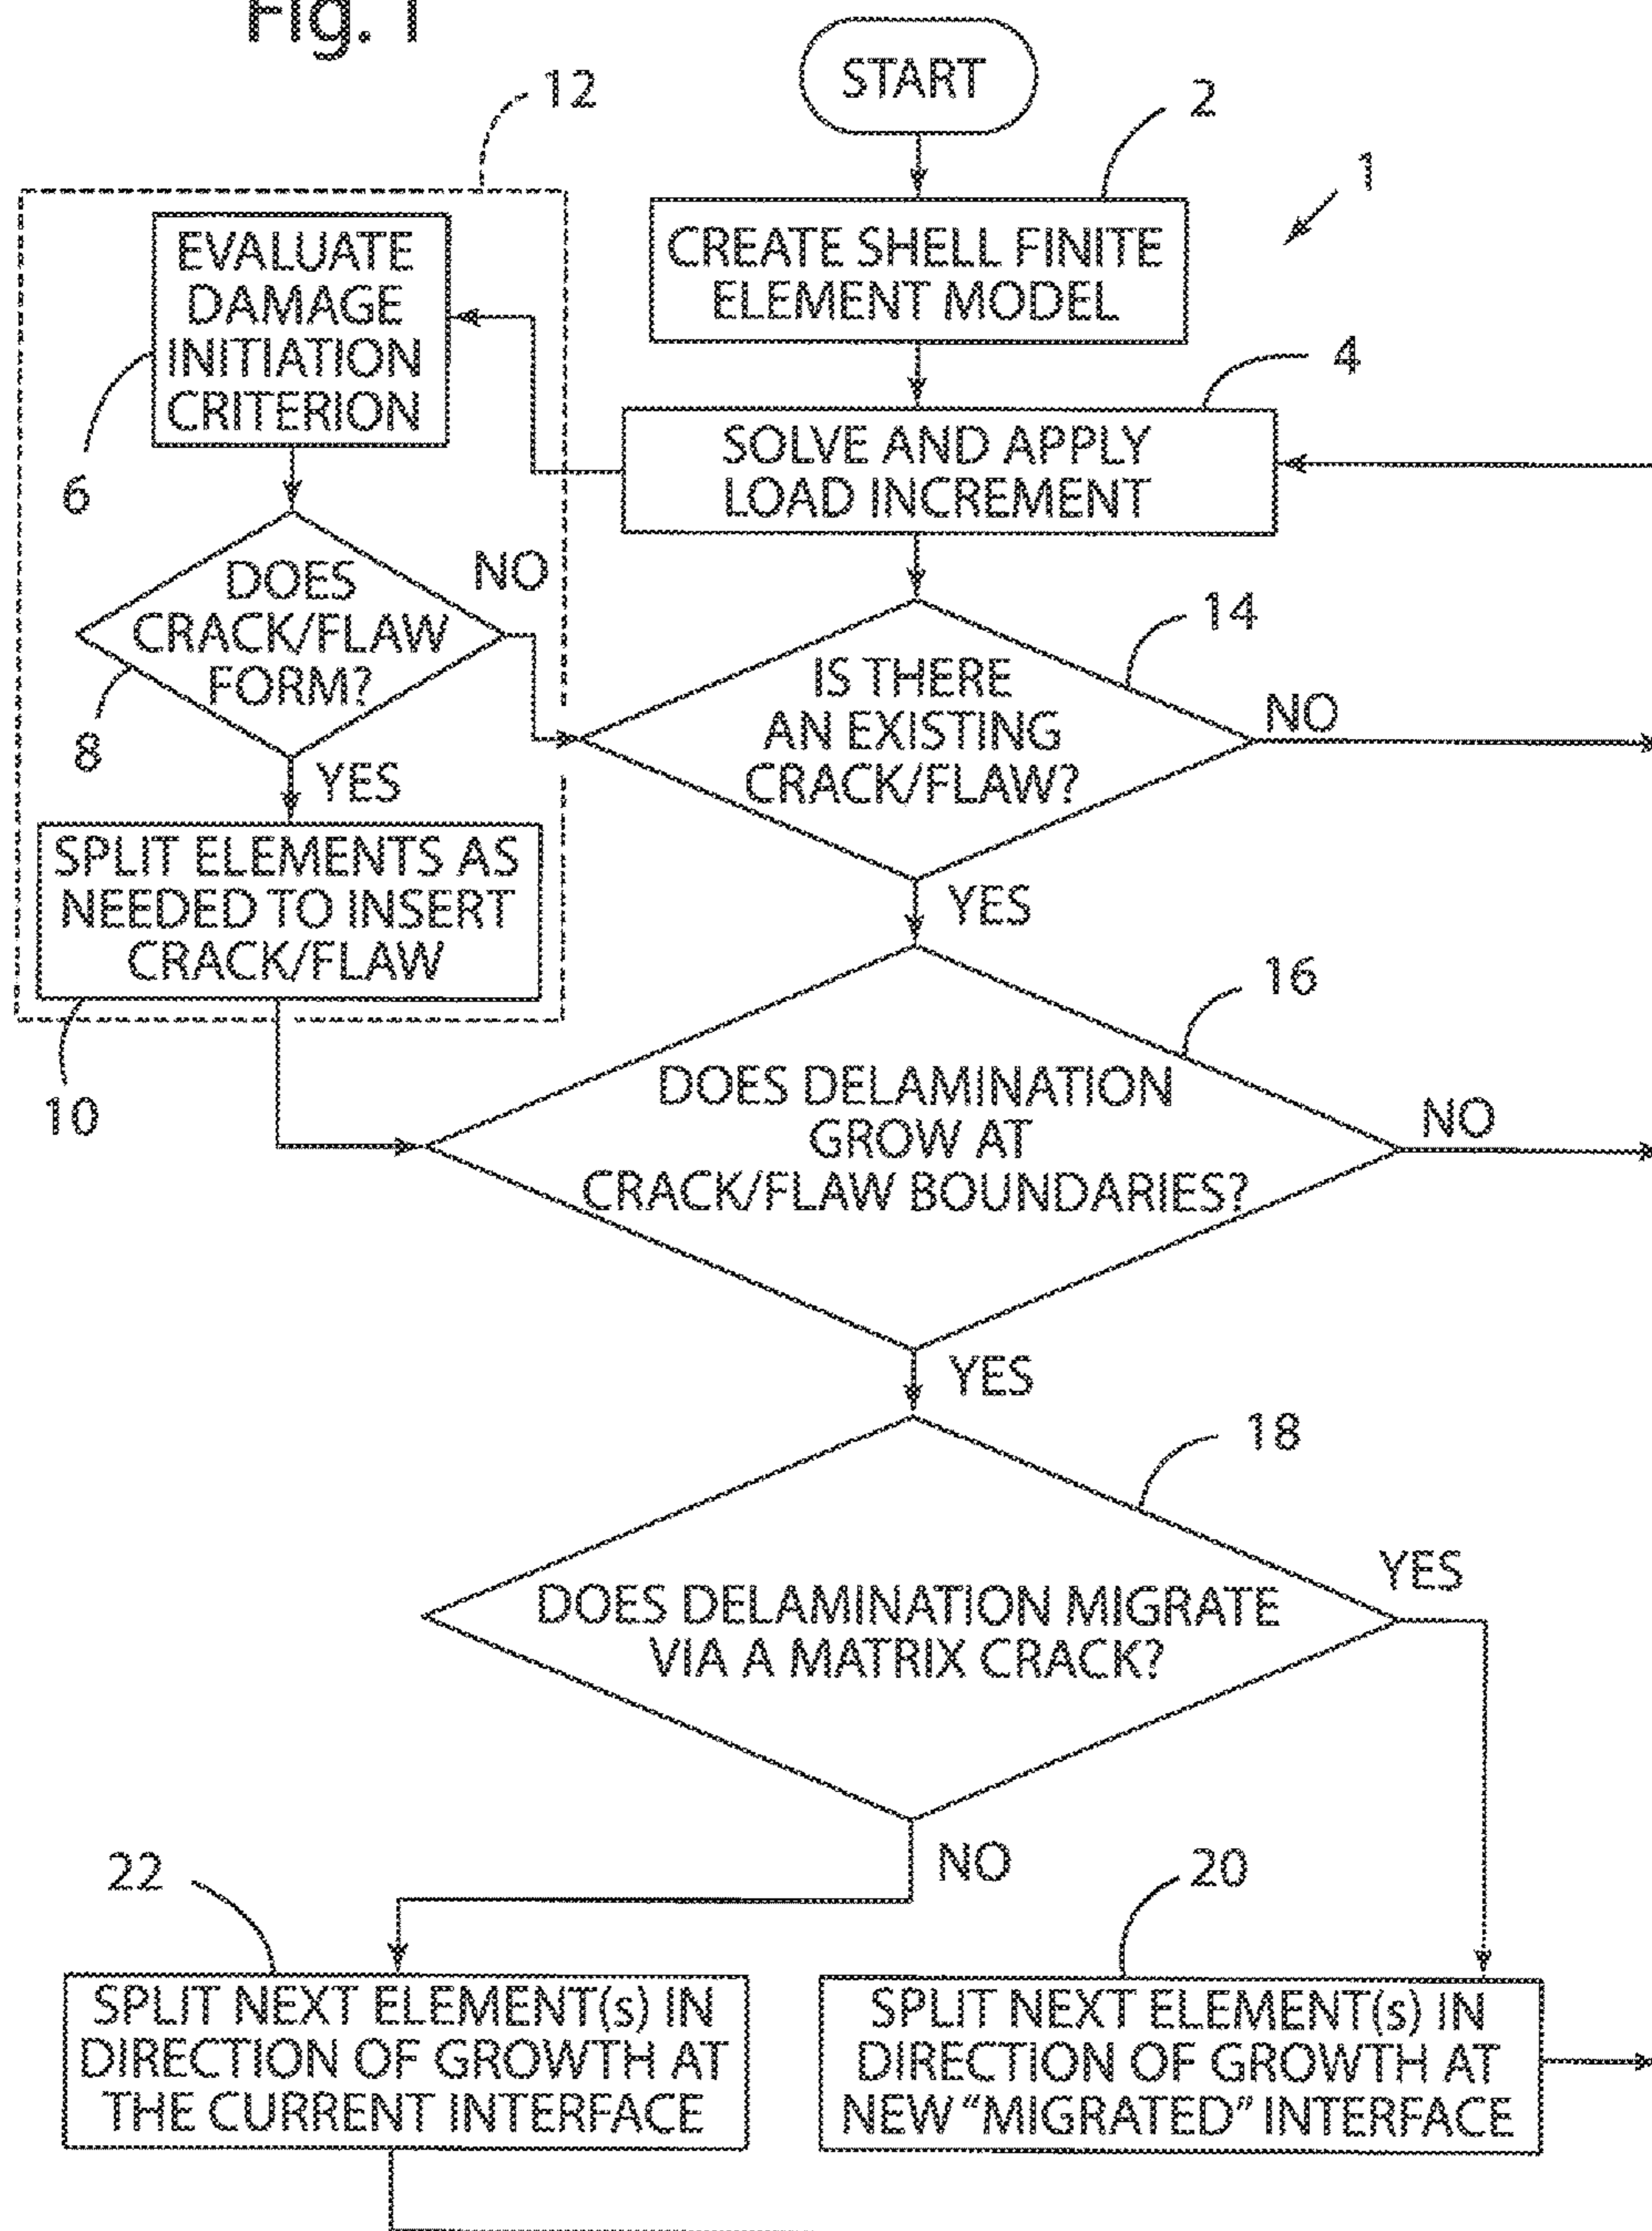 Fig. 1
START
12
2
1
EVALUATE
DAMAGE
INITIATION
CRITERION
CREATE SHELL FINITE
ELEMENT MODEL
4
6
SOLVE AND APPLY
LOAD INCREMENT
DOES
CRACK/FLAW
FORM?
NO
8
YES
14
IS THERE
AN EXISTING
CRACK/FLAW?
NO
YES
SPLIT ELEMENTS AS
NEEDED TO INSERT
CRACK/FLAW
10
16
DOES DELAMINATION
GROW AT
CRACK/FLAW BOUNDARIES?
NO
YES
18
DOES DELAMINATION MIGRATE
VIA A MATRIX CRACK?
YES
NO
22
20
SPLIT NEXT ELEMENT(s) IN
DIRECTION OF GROWTH AT
THE CURRENT INTERFACE
SPLIT NEXT ELEMENT(s) IN
DIRECTION OF GROWTH AT
NEW "MIGRATED" INTERFACE